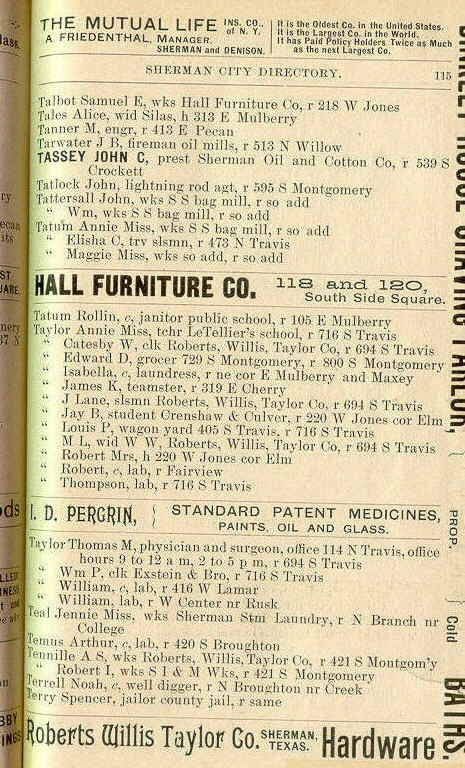 THE MUTUAL LIFE INS. CO., of N. Y.
A. FRIEDENTHAL, MANAGER.
SHERMAN and DENISON.
It is the Oldest Co. in the United States.
It is the Largest Co. in the World.
It has Paid Policy Holders Twice as Much
as the next Largest Co.
SHERMAN CITY DIRECTORY. 115
Talbot Samuel E, wks Hall Furniture Co, r 218 W Jones
Tales Alice, wid Silas, h 313 E Mulberry
Tanner M, engr, r 413 E Pecan
Tarwater J B, fireman oil mills, r 513 N Willow
TASSEY JOHN C, prest Sherman Oil and Cotton Co, r 539 S
Crockett
Tatlock John, lightning rod agt, r 595 S Montgomery
Tattersall John, wks S S bag mill, r so add
" Wm, wks S S bag mill, r so add
Tatum Annie Miss, wks S S bag mill, r so add
" Elisha C, trv slsmn, r 473 N Travis
" Maggie Miss, wks so add, r so add
HALL FURNITURE CO. 118 and 120,
South Side Square.
Tatum Rollin, c, janitor public school, r 105 E Mulberry
Taylor Annie Miss, tchr LeTellier's school, r 716 S Travis
" Catesby W, clk Roberts, Willis, Taylor Co, r 694 S Travis
" Edward D, grocer 729 S Montgomery, r 800 S Montgomery
" Isabella, c, laundress, r ne cor E Mulberry and Maxey
" James K, teamster, r 319 E Cherry
" J Lane, slsmn Roberts, Willis, Taylor Co, r 694 S Travis
" Jay B, student Orenshaw & Culver, r 220 W Jones cor Elm
" Louis P, wagon yard 405 S Travis, r 716 S Travis
" M L, wid W W, Roberts, Willis, Taylor Co, r 694 S Travis
" Robert Mrs, h 220 W Jones cor Elm
" Robert, c, lab, r Fairview
" Thompson, lab, r 716 S Travis
I. D. PERGRIN, } STANDARD PATENT MEDICINES,
PAINTS, OIL AND GLASS.
Taylor Thomas M, physician and surgeon, office 114 N Travis, office
hours 9 to 12 a m, 2 to 5 p m, r 694 S Travis
" Wm P, clk Exstein & Bro, r 716 S Travis
" William, c, lab, r 416 W Lamar
" William, lab, r W Center nr Rusk
Teal Jennie Miss, wks Sherman Stm Laundry, r N Branch nr
College
Temus Arthur, c, lab, r 420 S Broughton
Tennille A S, wks Roberts, Willis, Taylor Co, r 421 S Montgom'y
" Robert I, wks S I & M Wks, r 421 S Montgomery
Terrell Noah, c, well digger, r N Broughton nr Creek
Terry Spencer, jailor county jail, r same
Roberts Willis Taylor Co. SHERMAN, TEXAS. Hardware.
PROP.
Cold
BATHS.